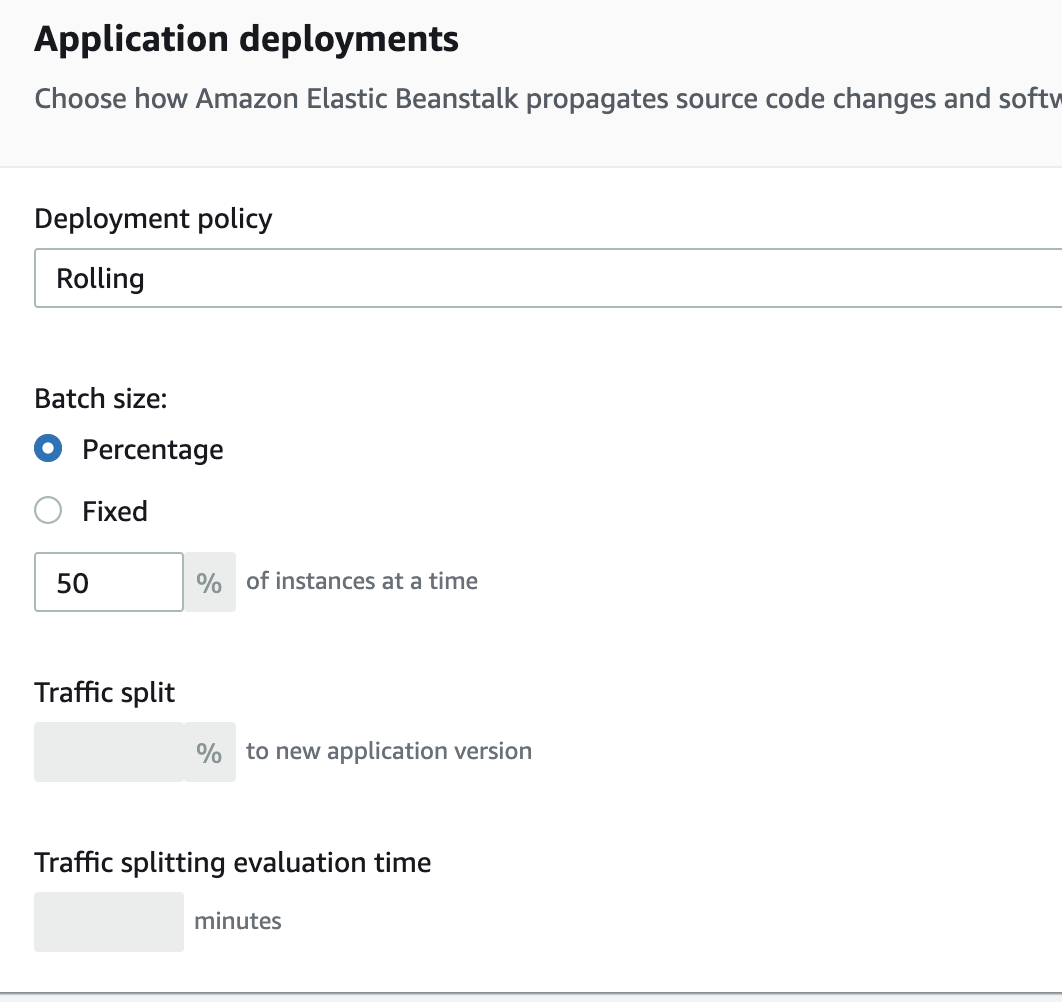 Application deployments
Choose how Amazon Elastic Beanstalk propagates source code changes and
Deployment policy
Rolling
Batch size:
Percentage
Fixed
50 % of instances at a time
Traffic split
% to new application version
Traffic splitting evaluation time
minutes